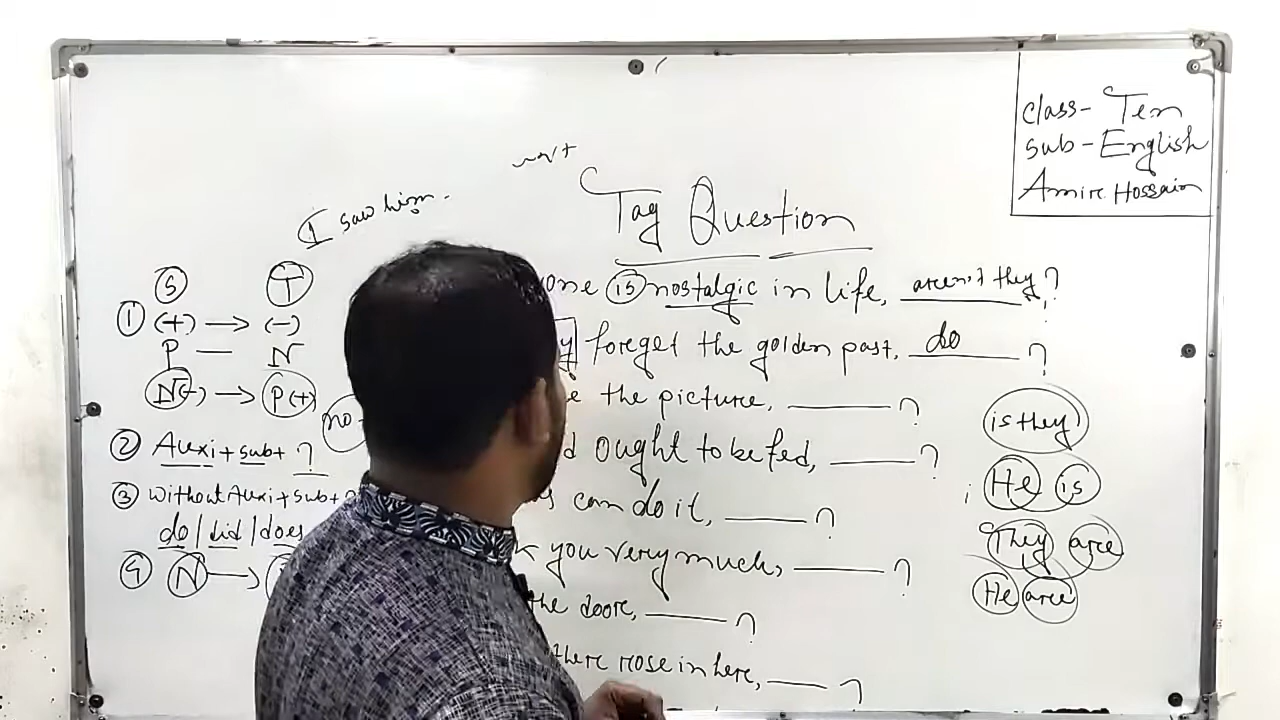 class- Ten
sub-English
Amir Hossain
I saw him.
Tag Question
S T
① (+) → (-)
P — N
N(-) → P(+)
② Auxi + sub + ?
③ without Auxi + sub +
do/did/does
④ N →
one is nostalgic in life, aren't they?
forget the golden past, do ?
the picture, ____?
ought to be fed, ____?
can do it, ____?
you very much, ____?
the door, ____?
there rose in here, ____?
no
is they?
He is
They are
He are